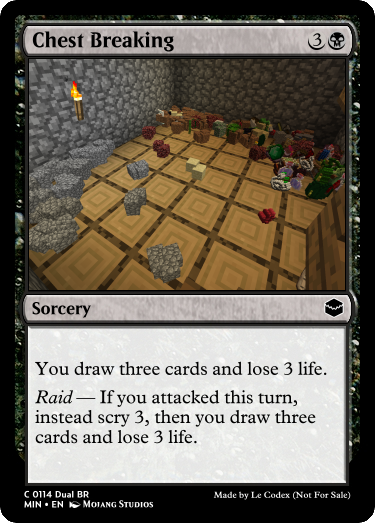 Chest Breaking 3
Sorcery
You draw three cards and lose 3 life.
Raid — If you attacked this turn,
instead scry 3, then you draw three
cards and lose 3 life.
C 0114 Dual BR
MIN • EN Mojang Studios
Made by Le Codex (Not For Sale)